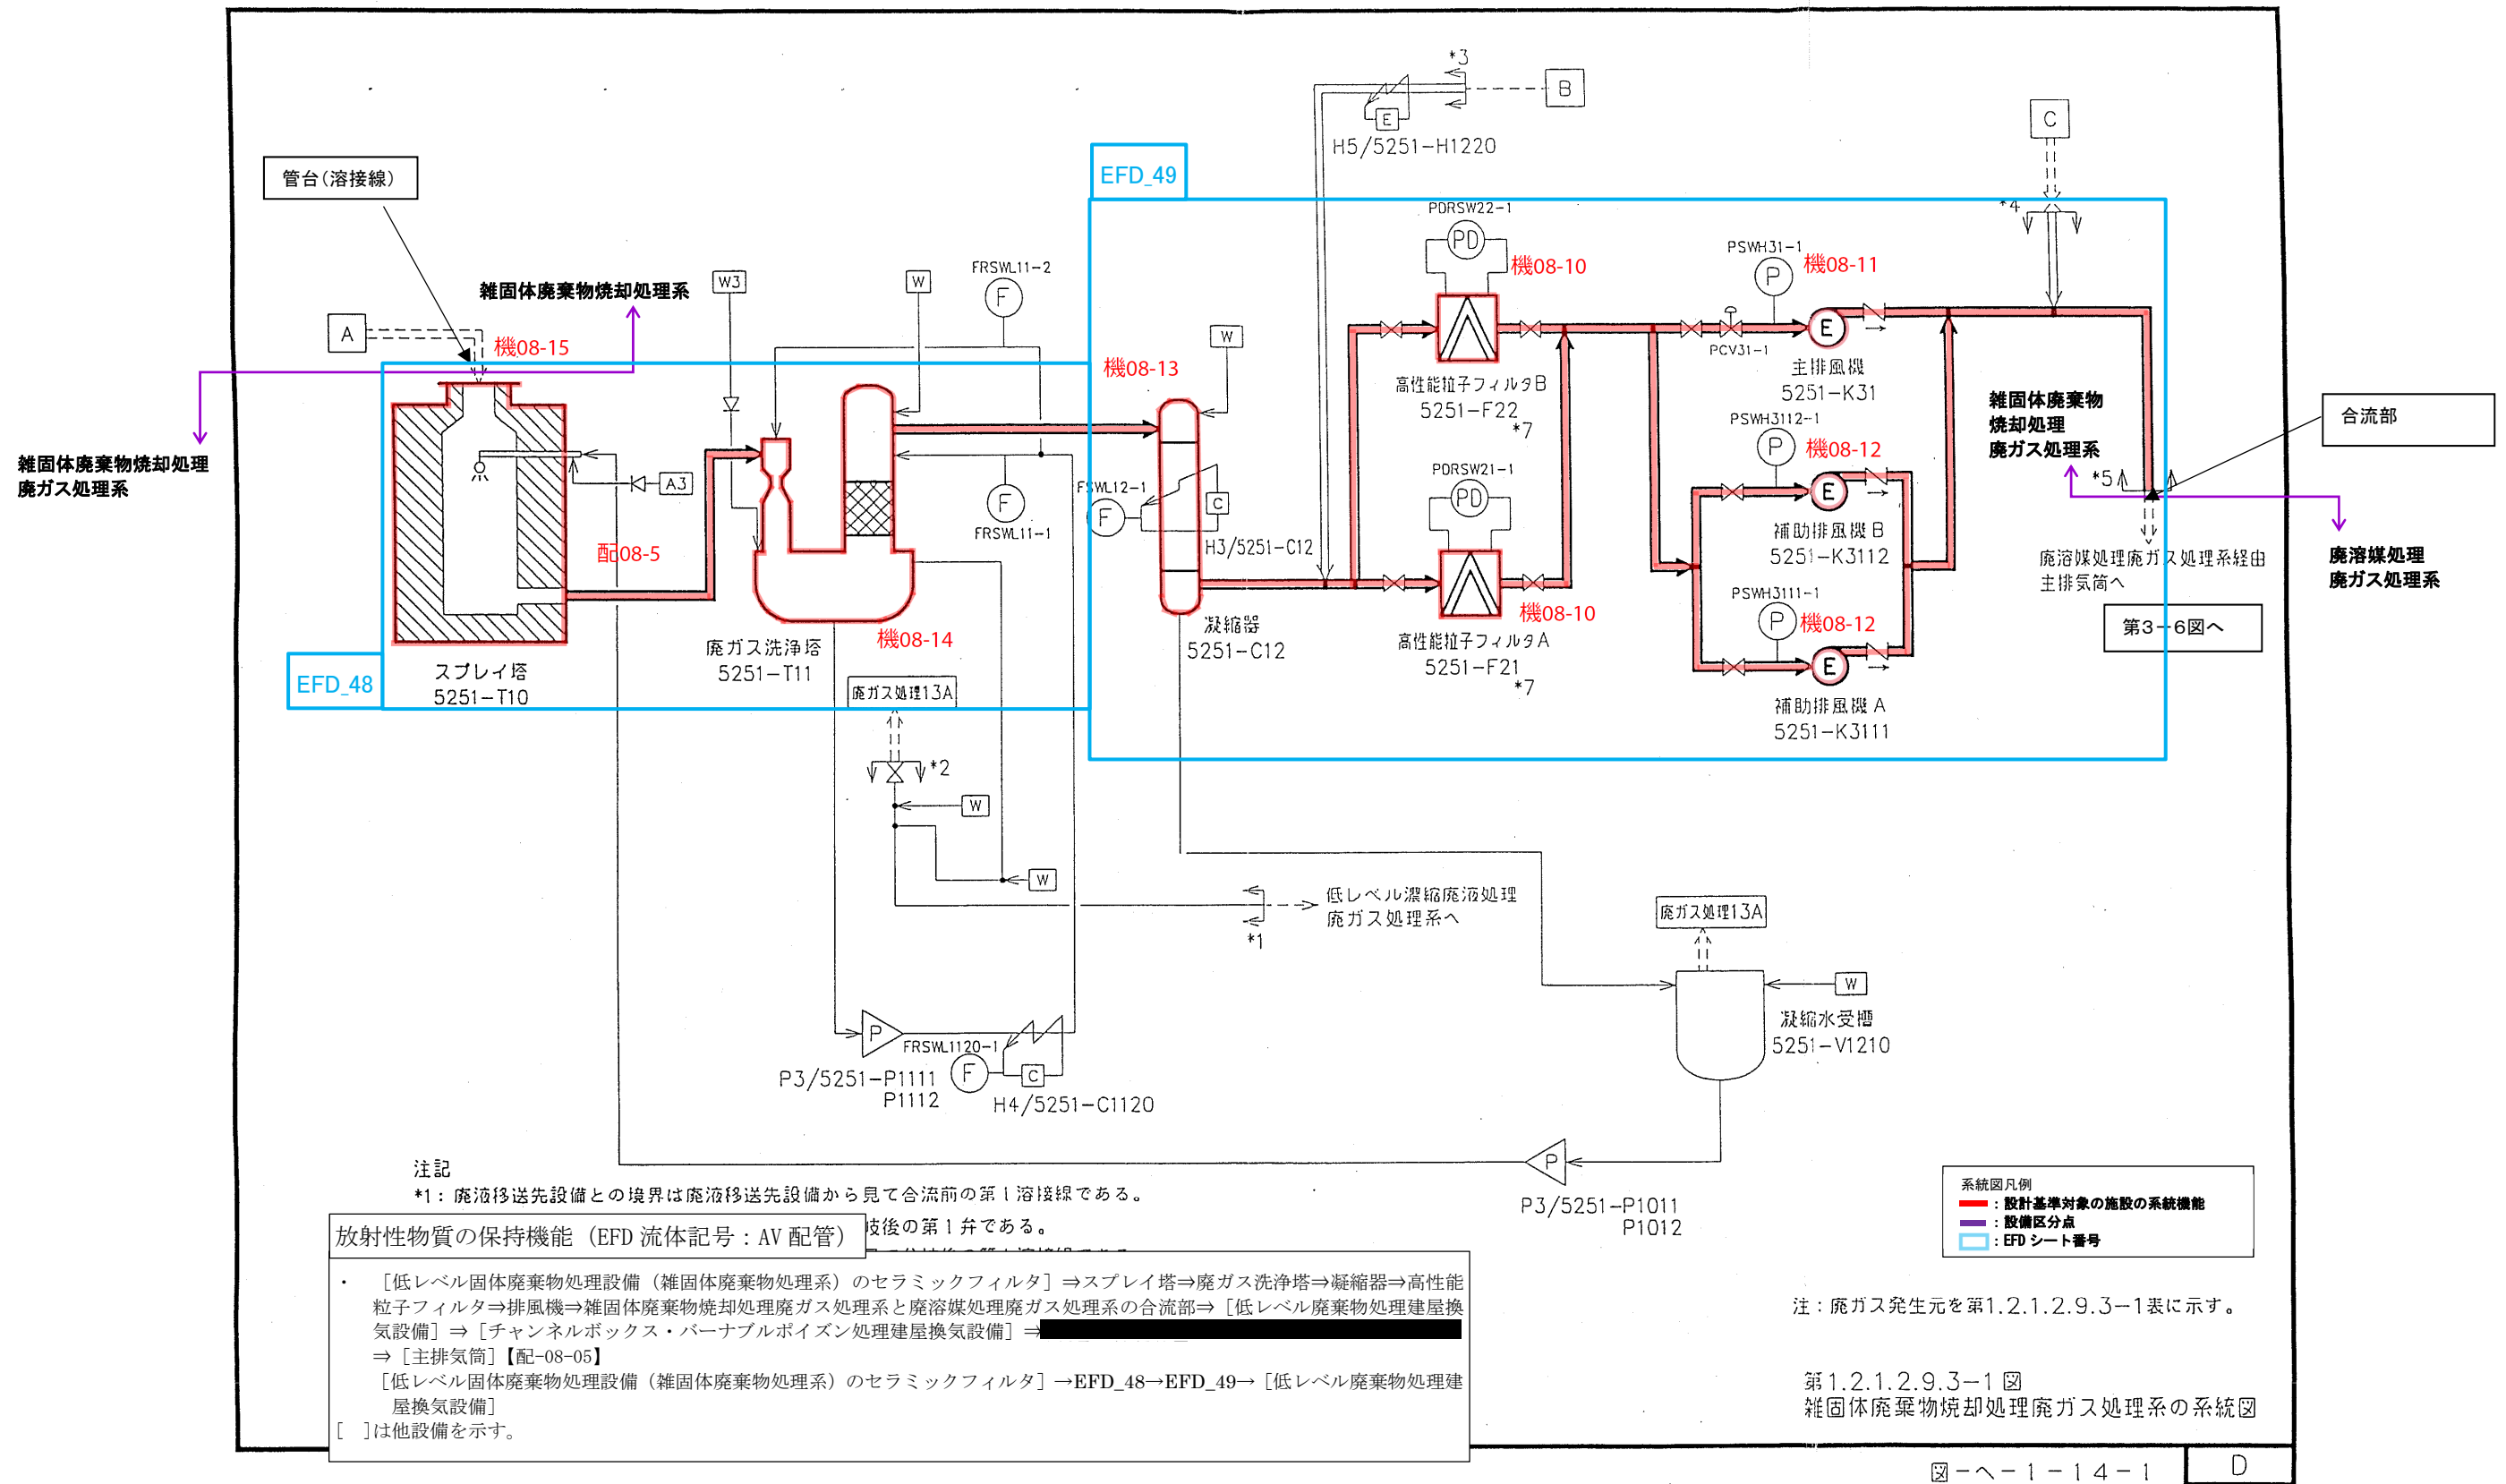 *3
B
E
H5/5251-H1220
C
*4
管台(溶接線)
EFD_49
雑固体廃棄物焼却処理系
A
機08-15
雑固体廃棄物焼却処理
廃ガス処理系
W3
FRSWL11-2
F
W
A3
配08-5
スプレイ塔
5251-T10
EFD_48
機08-14
廃ガス洗浄塔
5251-T11
F
FRSWL11-1
機08-13
W
FSWL12-1
F
C
H3/5251-C12
凝縮器
5251-C12
PDRSW22-1
PD
機08-10
高性能粒子フィルタB
5251-F22
*7
PDRSW21-1
PD
機08-10
高性能粒子フィルタA
5251-F21
*7
PSWH31-1
P
機08-11
PCV31-1
E
主排風機
5251-K31
PSWH3112-1
P
機08-12
E
補助排風機B
5251-K3112
PSWH3111-1
P
機08-12
E
補助排風機A
5251-K3111
雑固体廃棄物
焼却処理
廃ガス処理系
*5
合流部
廃溶媒処理廃ガス処理系経由
主排気筒へ
廃溶媒処理
廃ガス処理系
第3-6図へ
廃ガス処理13A
*2
W
W
低レベル濃縮廃液処理
廃ガス処理系へ
*1
廃ガス処理13A
W
凝縮水受槽
5251-V1210
P
P3/5251-P1111
P1112
FRSWL1120-1
F
C
H4/5251-C1120
P
P3/5251-P1011
P1012
注記
*1:廃液移送先設備との境界は廃液移送先設備から見て合流前の第1溶接線である。
岐後の第1弁である。
放射性物質の保持機能(EFD 流体記号:AV 配管)
・ [低レベル固体廃棄物処理設備(雑固体廃棄物処理系)のセラミックフィルタ]⇒スプレイ塔⇒廃ガス洗浄塔⇒凝縮器⇒高性能
粒子フィルタ⇒排風機⇒雑固体廃棄物焼却処理廃ガス処理系と廃溶媒処理廃ガス処理系の合流部⇒[低レベル廃棄物処理建屋換
気設備]⇒[チャンネルボックス・バーナブルポイズン処理建屋換気設備]⇒
⇒[主排気筒]【配-08-05】
[低レベル固体廃棄物処理設備(雑固体廃棄物処理系)のセラミックフィルタ]→EFD_48→EFD_49→[低レベル廃棄物処理建
屋換気設備]
[ ]は他設備を示す。
系統図凡例
:設計基準対象の施設の系統機能
:設備区分点
:EFDシート番号
注:廃ガス発生元を第1.2.1.2.9.3-1表に示す。
第1.2.1.2.9.3-1図
雑固体廃棄物焼却処理廃ガス処理系の系統図
図-ヘ-1-14-1
D